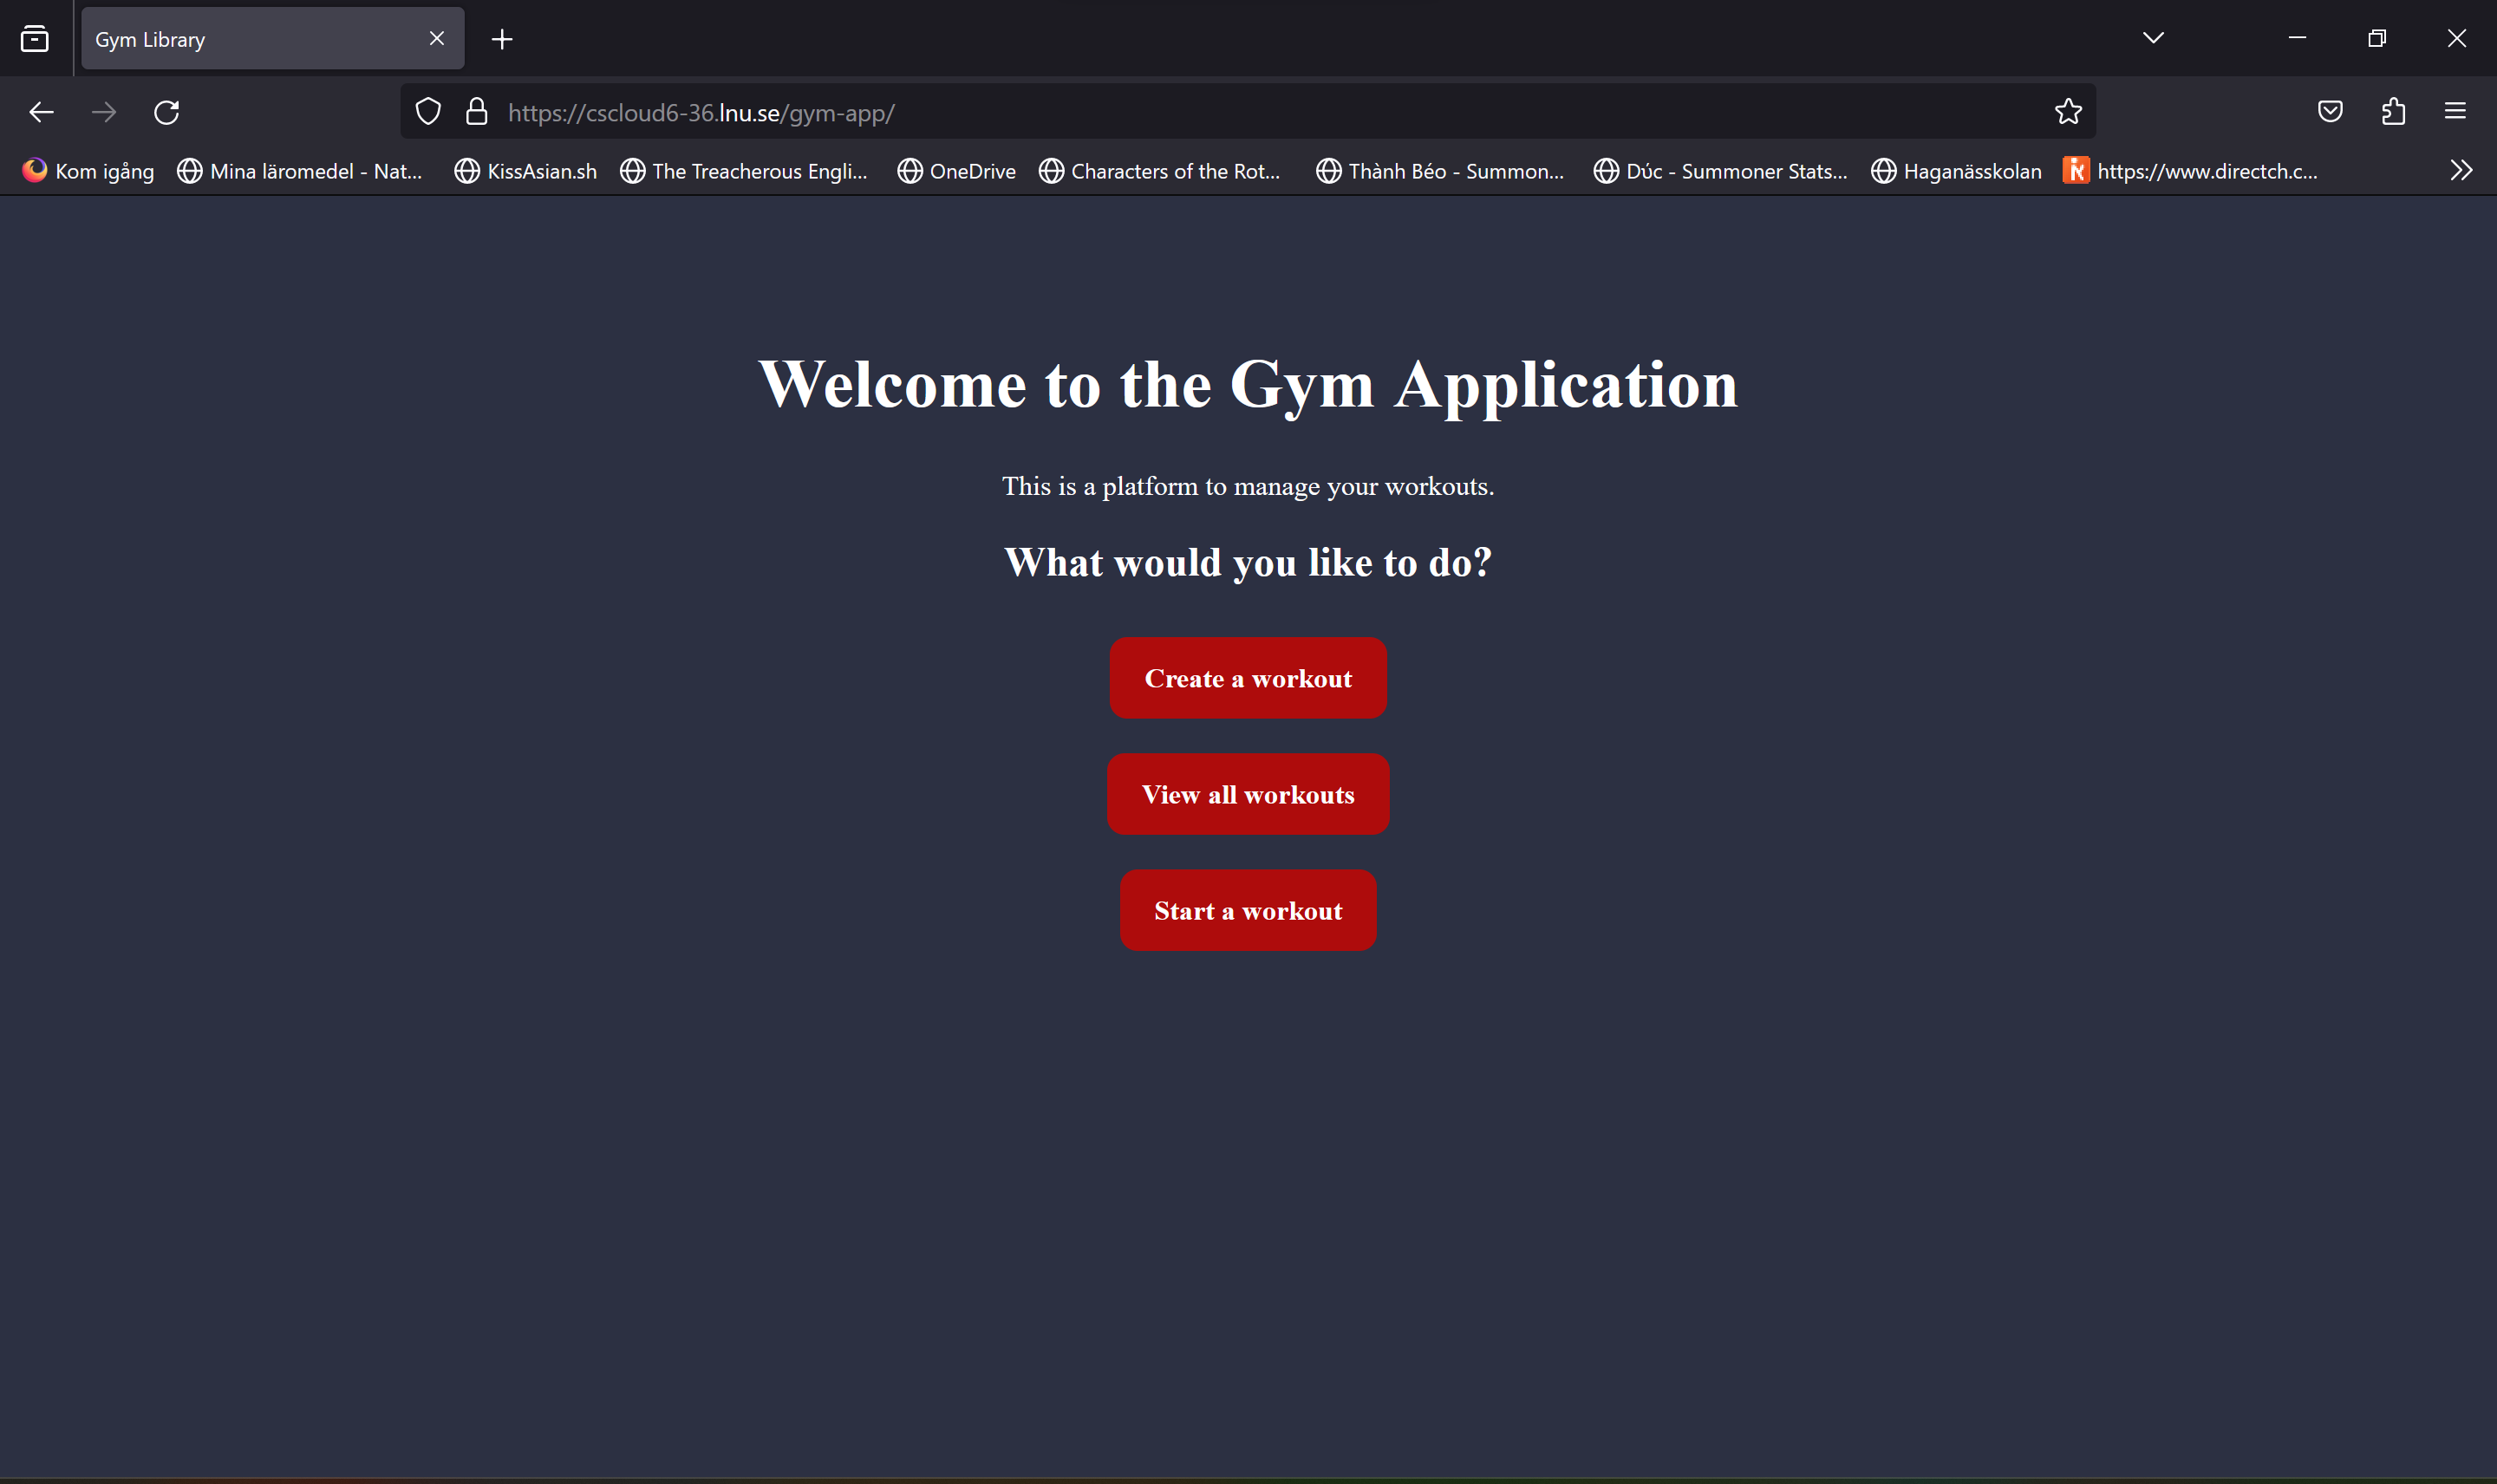 Gym Library
https://cscloud6-36.lnu.se/gym-app/
Kom igång Mina läromedel - Nat... KissAsian.sh The Treacherous Engli... OneDrive Characters of the Rot... Thành Béo - Summon... Dúc - Summoner Stats... Haganässkolan https://www.directch.c...
Welcome to the Gym Application
This is a platform to manage your workouts.
What would you like to do?
Create a workout
View all workouts
Start a workout